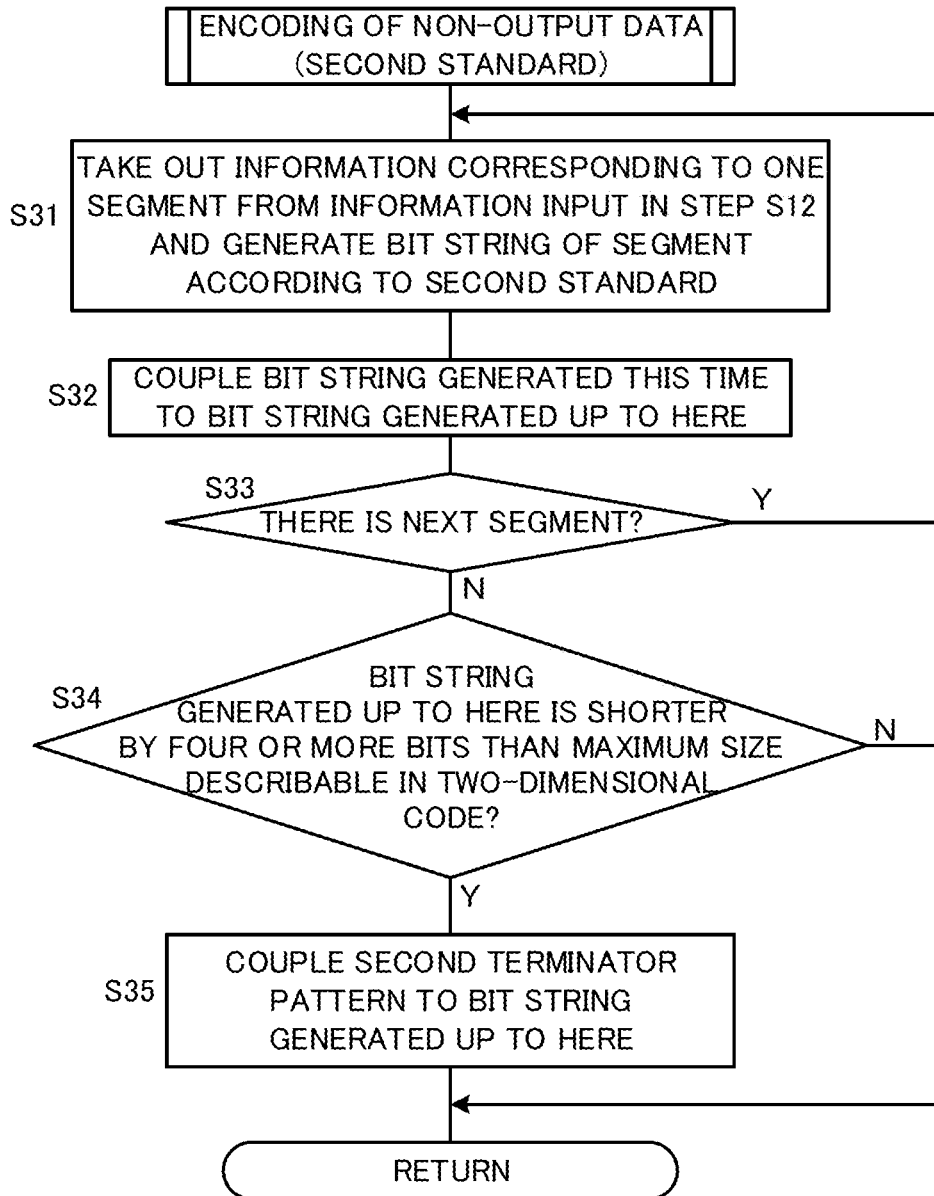 ENCODING OF NON-OUTPUT DATA
(SECOND STANDARD)
S31
TAKE OUT INFORMATION CORRESPONDING TO ONE
SEGMENT FROM INFORMATION INPUT IN STEP S12
AND GENERATE BIT STRING OF SEGMENT
ACCORDING TO SECOND STANDARD
S32
COUPLE BIT STRING GENERATED THIS TIME
TO BIT STRING GENERATED UP TO HERE
S33
THERE IS NEXT SEGMENT?
Y
N
S34
BIT STRING
GENERATED UP TO HERE IS SHORTER
BY FOUR OR MORE BITS THAN MAXIMUM SIZE
DESCRIBABLE IN TWO-DIMENSIONAL
CODE?
N
Y
S35
COUPLE SECOND TERMINATOR
PATTERN TO BIT STRING
GENERATED UP TO HERE
RETURN